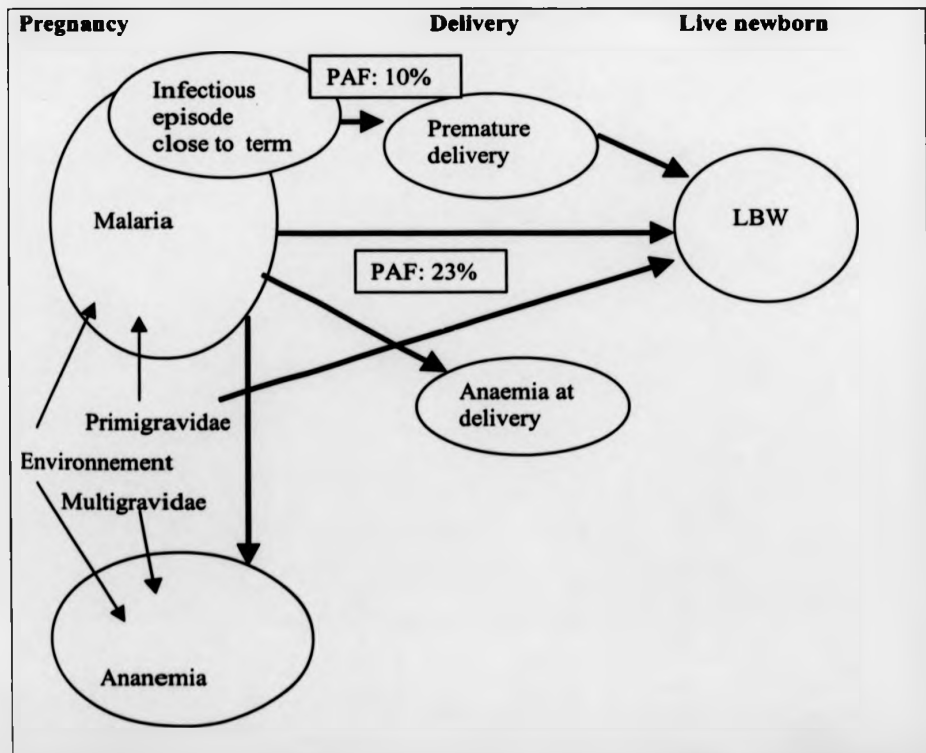 Pregnancy Delivery Live newborn
PAF: 10%
Infectious
episode
close to term
Premature
delivery
Malaria
LBW
PAF: 23%
Anaemia at
delivery
Primigravidae
Environnement
Multigravidae
Ananemia